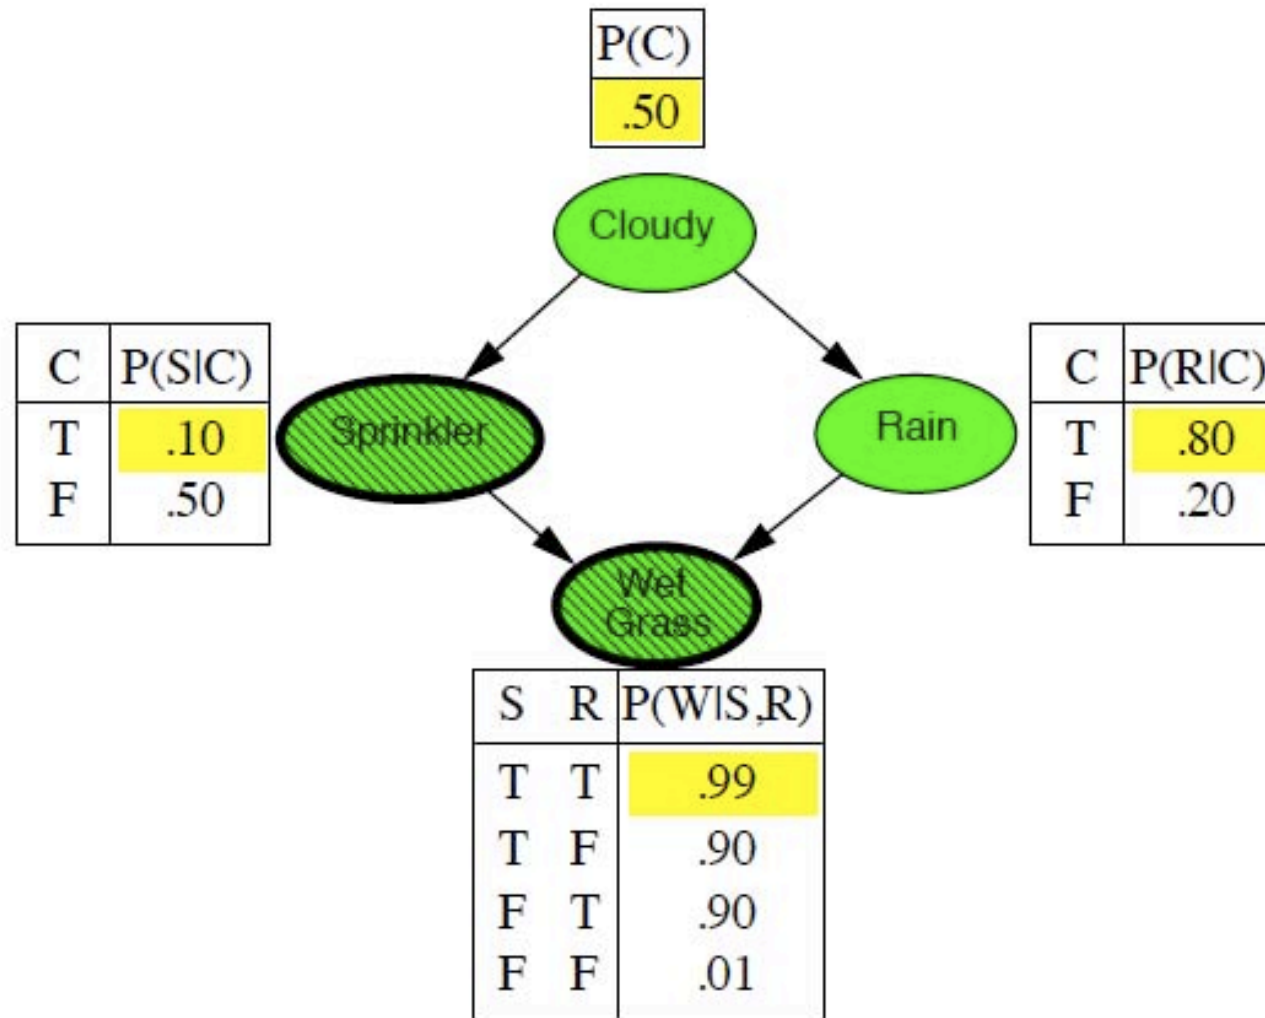 P(C)
.50
Cloudy
C P(S|C)
T .10
F .50
Sprinkler
Rain
C P(R|C)
T .80
F .20
Wet
Grass
S R P(W|S,R)
T T .99
T F .90
F T .90
F F .01